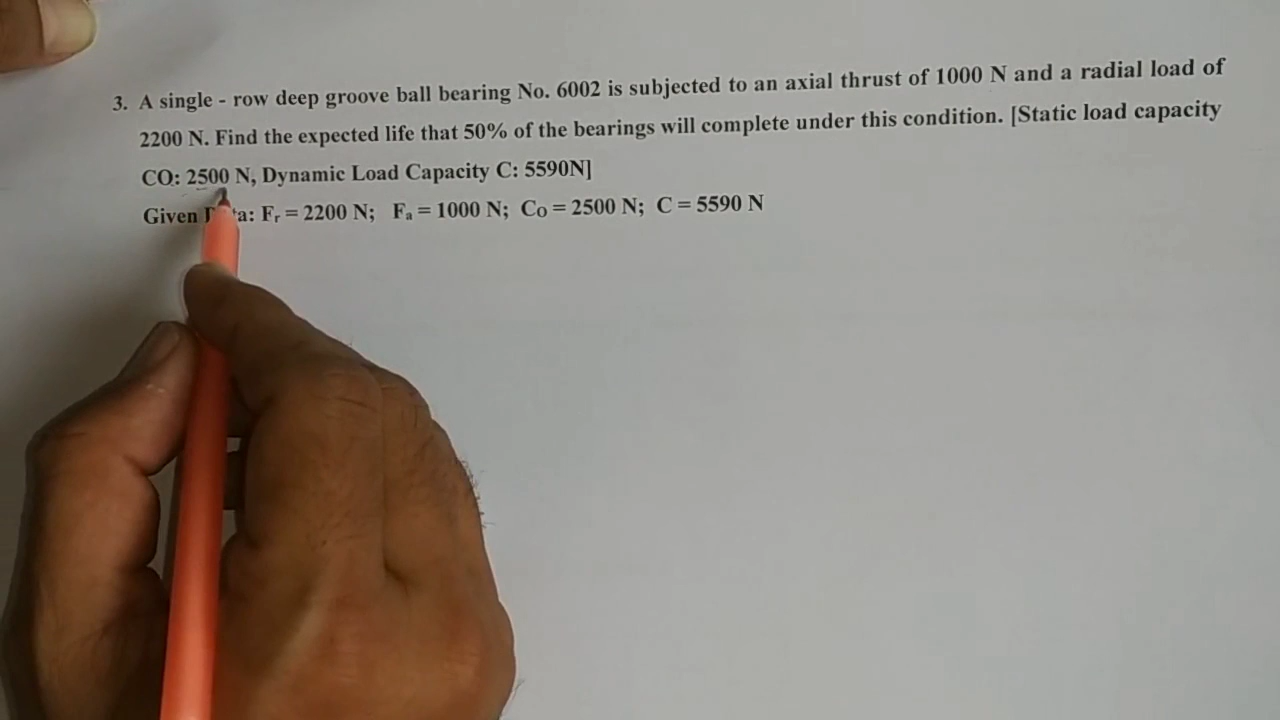 3. A single - row deep groove ball bearing No. 6002 is subjected to an axial thrust of 1000 N and a radial load of
2200 N. Find the expected life that 50% of the bearings will complete under this condition. [Static load capacity
CO: 2500 N, Dynamic Load Capacity C: 5590N]
Given : Fr = 2200 N; Fa = 1000 N; Co = 2500 N; C = 5590 N